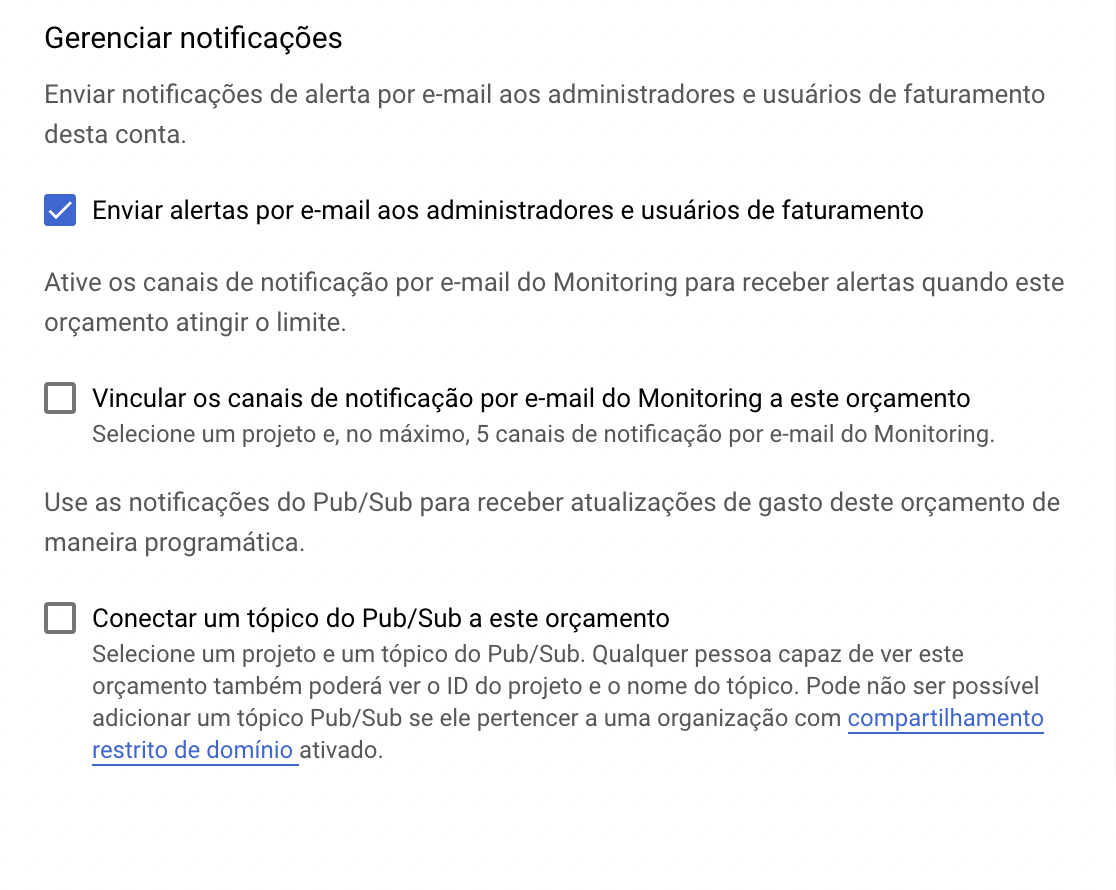 Gerenciar notificações
Enviar notificações de alerta por e-mail aos administradores e usuários de faturamento
desta conta.
Enviar alertas por e-mail aos administradores e usuários de faturamento
Ative os canais de notificação por e-mail do Monitoring para receber alertas quando este
orçamento atingir o limite.
Vincular os canais de notificação por e-mail do Monitoring a este orçamento
Selecione um projeto e, no máximo, 5 canais de notificação por e-mail do Monitoring.
Use as notificações do Pub/Sub para receber atualizações de gasto deste orçamento de
maneira programática.
Conectar um tópico do Pub/Sub a este orçamento
Selecione um projeto e um tópico do Pub/Sub. Qualquer pessoa capaz de ver este
orçamento também poderá ver o ID do projeto e o nome do tópico. Pode não ser possível
adicionar um tópico Pub/Sub se ele pertencer a uma organização com compartilhamento
restrito de domínio ativado.